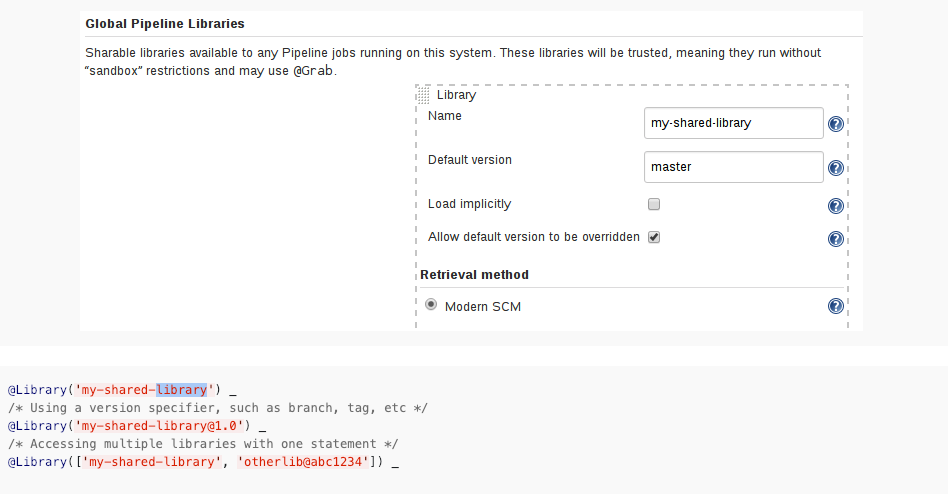 Global Pipeline Libraries
Sharable libraries available to any Pipeline jobs running on this system. These libraries will be trusted, meaning they run without
“sandbox” restrictions and may use @Grab.
Library
Name
my-shared-library
?
Default version
master
?
Load implicitly
?
Allow default version to be overridden
?
Retrieval method
Modern SCM
?
@Library('my-shared-library') _
/* Using a version specifier, such as branch, tag, etc */
@Library('my-shared-library@1.0') _
/* Accessing multiple libraries with one statement */
@Library(['my-shared-library', 'otherlib@abc1234']) _